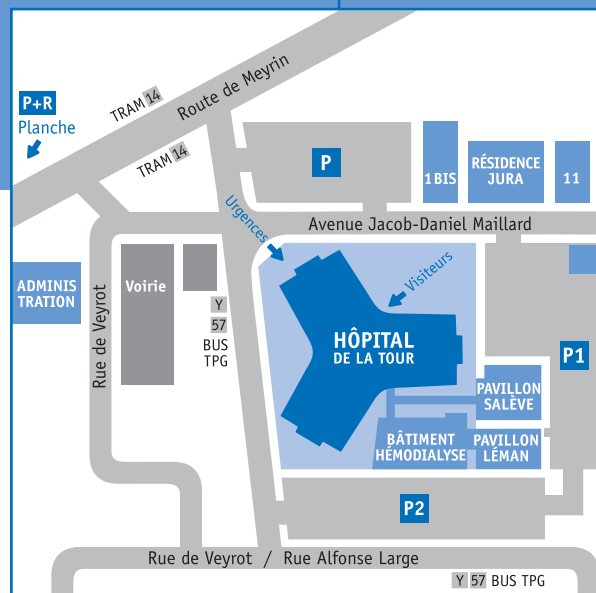 P+R
Planche
TRAM 14
Route de Meyrin
TRAM 14
P
1 BIS
RÉSIDENCE
JURA
11
Urgences
Avenue Jacob-Daniel Maillard
Visiteurs
ADMINIS
TRATION
Voirie
Rue de Veyrot
Y
57
BUS
TPG
HÔPITAL
DE LA TOUR
P1
PAVILLON
SALÈVE
BÂTIMENT
HÉMODIALYSE
PAVILLON
LÉMAN
P2
Rue de Veyrot / Rue Alfonse Large
Y 57 BUS TPG